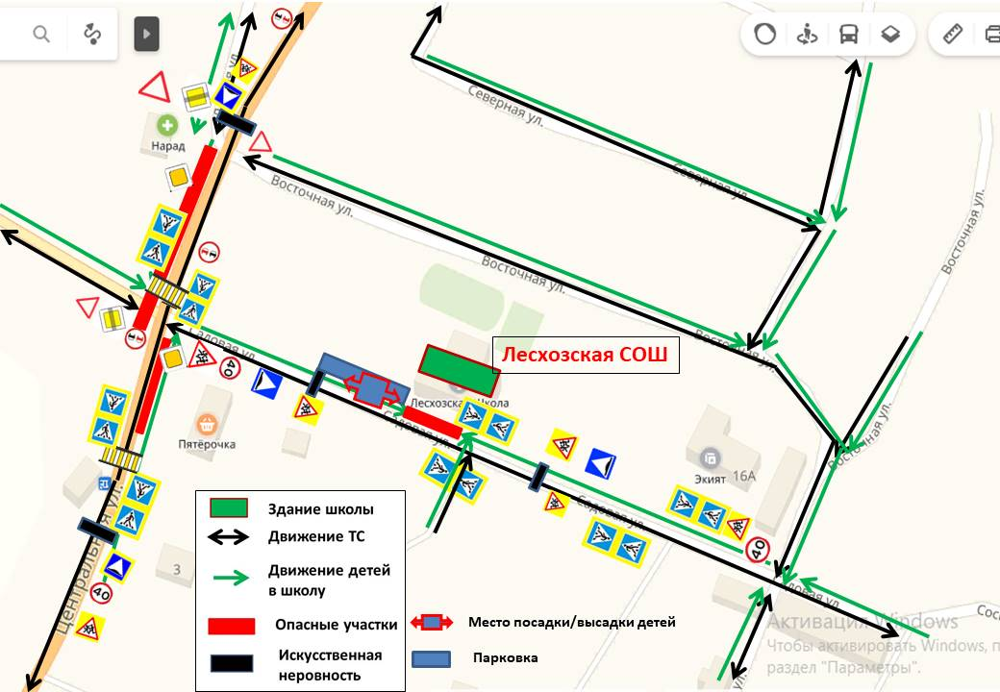 ул.
Северная ул.
Северная ул.
Нарад
Восточная ул.
Восточная ул.
Восточная ул.
Восточная ул.
Восточная ул.
Садовая ул.
Лесхозская СОШ
Лесхозская школа
40
Садовая ул.
Пятёрочка
Экият
16А
Садовая ул.
40
Центральная ул.
3
40
Здание школы
Движение ТС
Движение детей
в школу
Опасные участки
Искусственная
неровность
Место посадки/высадки детей
Парковка
Садовая ул.
Сос
ул.
Активация Windows
Чтобы активировать Windows, п
раздел "Параметры".